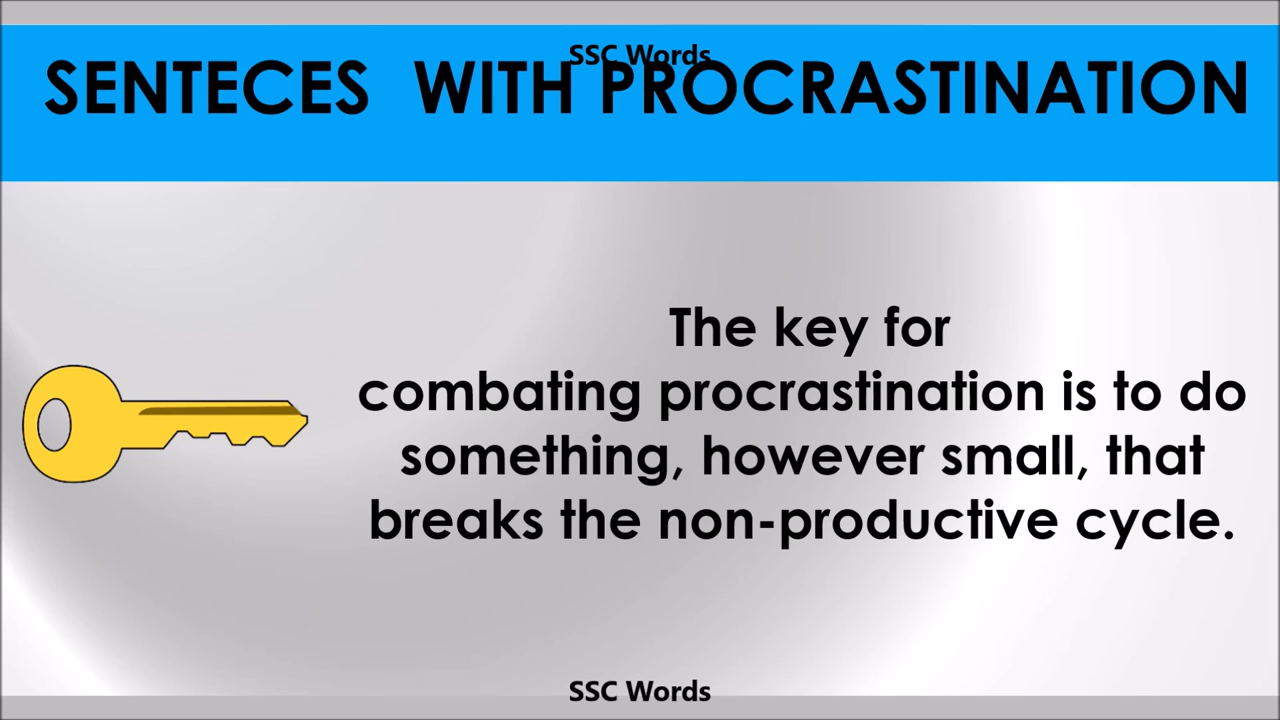 SSC Words
SENTECES WITH PROCRASTINATION
The key for
combating procrastination is to do
something, however small, that
breaks the non-productive cycle.
SSC Words